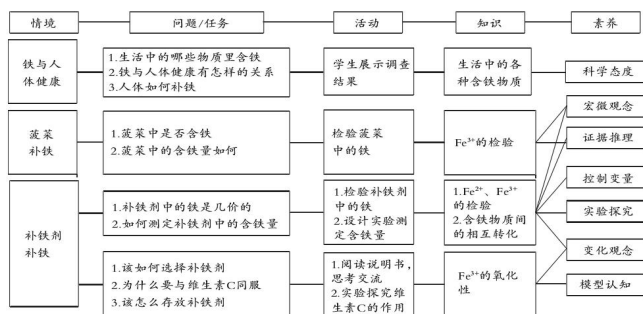 情境
问题/任务
活动
知识
素养
铁与人
体健康
1.生活中的哪些物质里含铁
2.铁与人体健康有怎样的关系
3.人体如何补铁
学生展示调查
结果
生活中的各
种含铁物质
科学态度
宏微观念
菠菜
补铁
1.菠菜中是否含铁
2.菠菜中的含铁量如何
检验菠菜
中的铁
Fe³⁺的检验
证据推理
控制变量
补铁剂
补铁
1.补铁剂中的铁是几价的
2.如何测定补铁剂中的含铁量
1.检验补铁剂
中的铁
2.设计实验测
定含铁量
1.Fe²⁺、Fe³⁺
的检验
2.含铁物质间
的相互转化
实验探究
变化观念
1.该如何选择补铁剂
2.为什么要与维生素C同服
3.该怎么存放补铁剂
1.阅读说明书,
思考交流
2.实验探究维
生素C的作用
Fe³⁺的氧化
性
模型认知